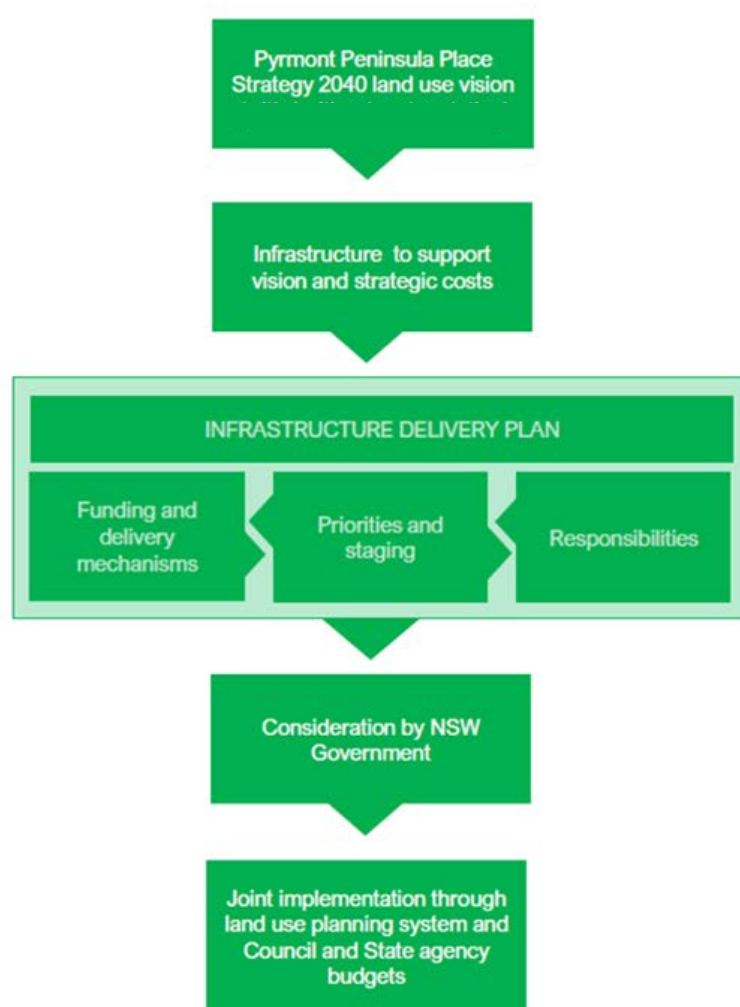 Pyrmont Peninsula Place
Strategy 2040 land use vision
Infrastructure to support
vision and strategic costs
INFRASTRUCTURE DELIVERY PLAN
Funding and
delivery
mechanisms
Priorities and
staging
Responsibilities
Consideration by NSW
Government
Joint implementation through
land use planning system and
Council and State agency
budgets